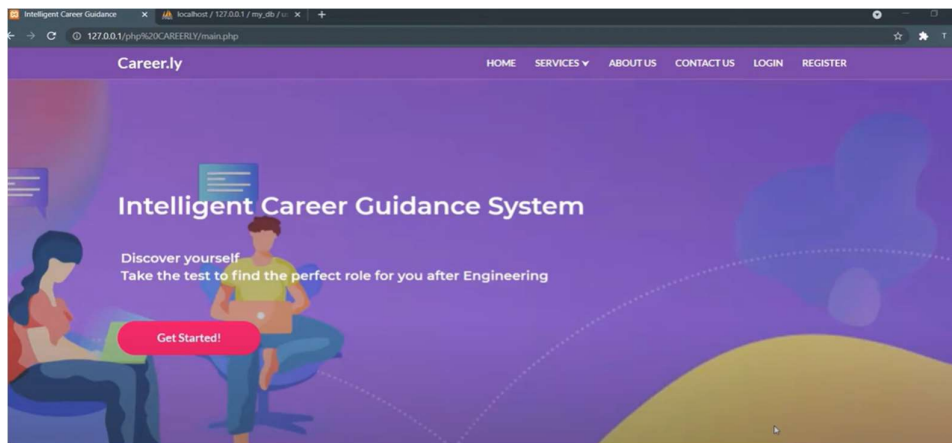 Intelligent Career Guidance
localhost / 127.0.0.1 / my_db / us
127.0.0.1/php%20CAREERLY/main.php
T
Career.ly
HOME SERVICES ABOUT US CONTACT US LOGIN REGISTER
Intelligent Career Guidance System
Discover yourself
Take the test to find the perfect role for you after Engineering
Get Started!